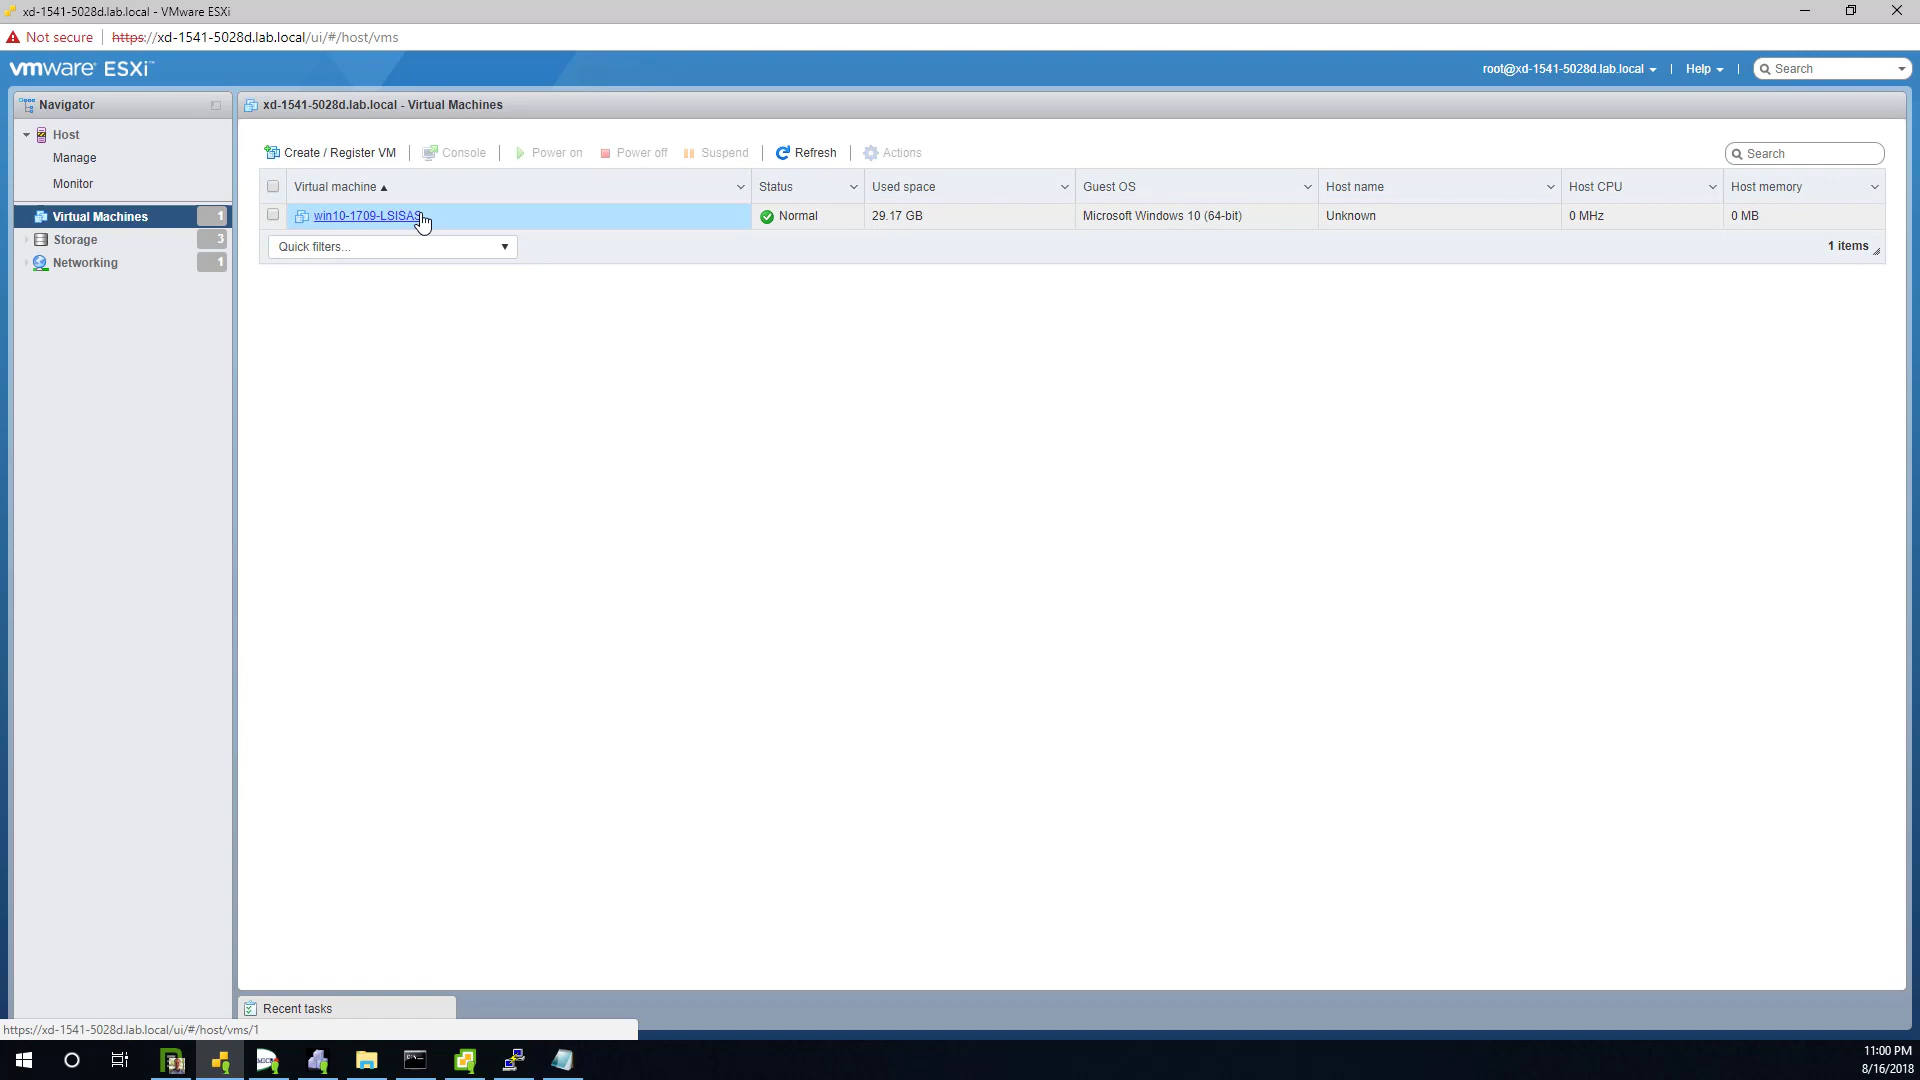 xd-1541-5028d.lab.local - VMware ESXi
Not secure | https://xd-1541-5028d.lab.local/ui/#/host/vms
vmware ESXi™
root@xd-1541-5028d.lab.local | Help | Search
Navigator
Host
Manage
Monitor
Virtual Machines 1
Storage 3
Networking 1
xd-1541-5028d.lab.local - Virtual Machines
Create / Register VM | Console | Power on Power off Suspend | Refresh | Actions
Search
Virtual machine Status Used space Guest OS Host name Host CPU Host memory
win10-1709-LSISAS Normal 29.17 GB Microsoft Windows 10 (64-bit) Unknown 0 MHz 0 MB
Quick filters...
1 items
Recent tasks
https://xd-1541-5028d.lab.local/ui/#/host/vms/1
11:00 PM
8/16/2018